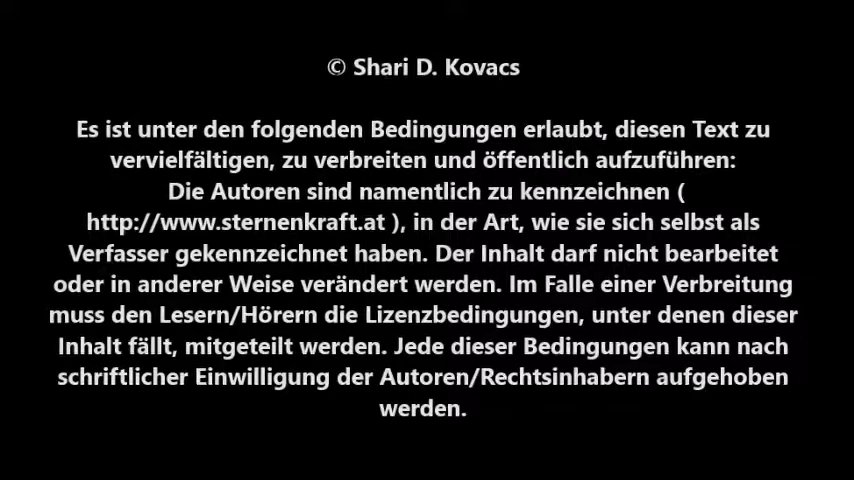 © Shari D. Kovacs
Es ist unter den folgenden Bedingungen erlaubt, diesen Text zu
vervielfältigen, zu verbreiten und öffentlich aufzuführen:
Die Autoren sind namentlich zu kennzeichnen (
http://www.sternenkraft.at ), in der Art, wie sie sich selbst als
Verfasser gekennzeichnet haben. Der Inhalt darf nicht bearbeitet
oder in anderer Weise verändert werden. Im Falle einer Verbreitung
muss den Lesern/Hörern die Lizenzbedingungen, unter denen dieser
Inhalt fällt, mitgeteilt werden. Jede dieser Bedingungen kann nach
schriftlicher Einwilligung der Autoren/Rechtsinhabern aufgehoben
werden.